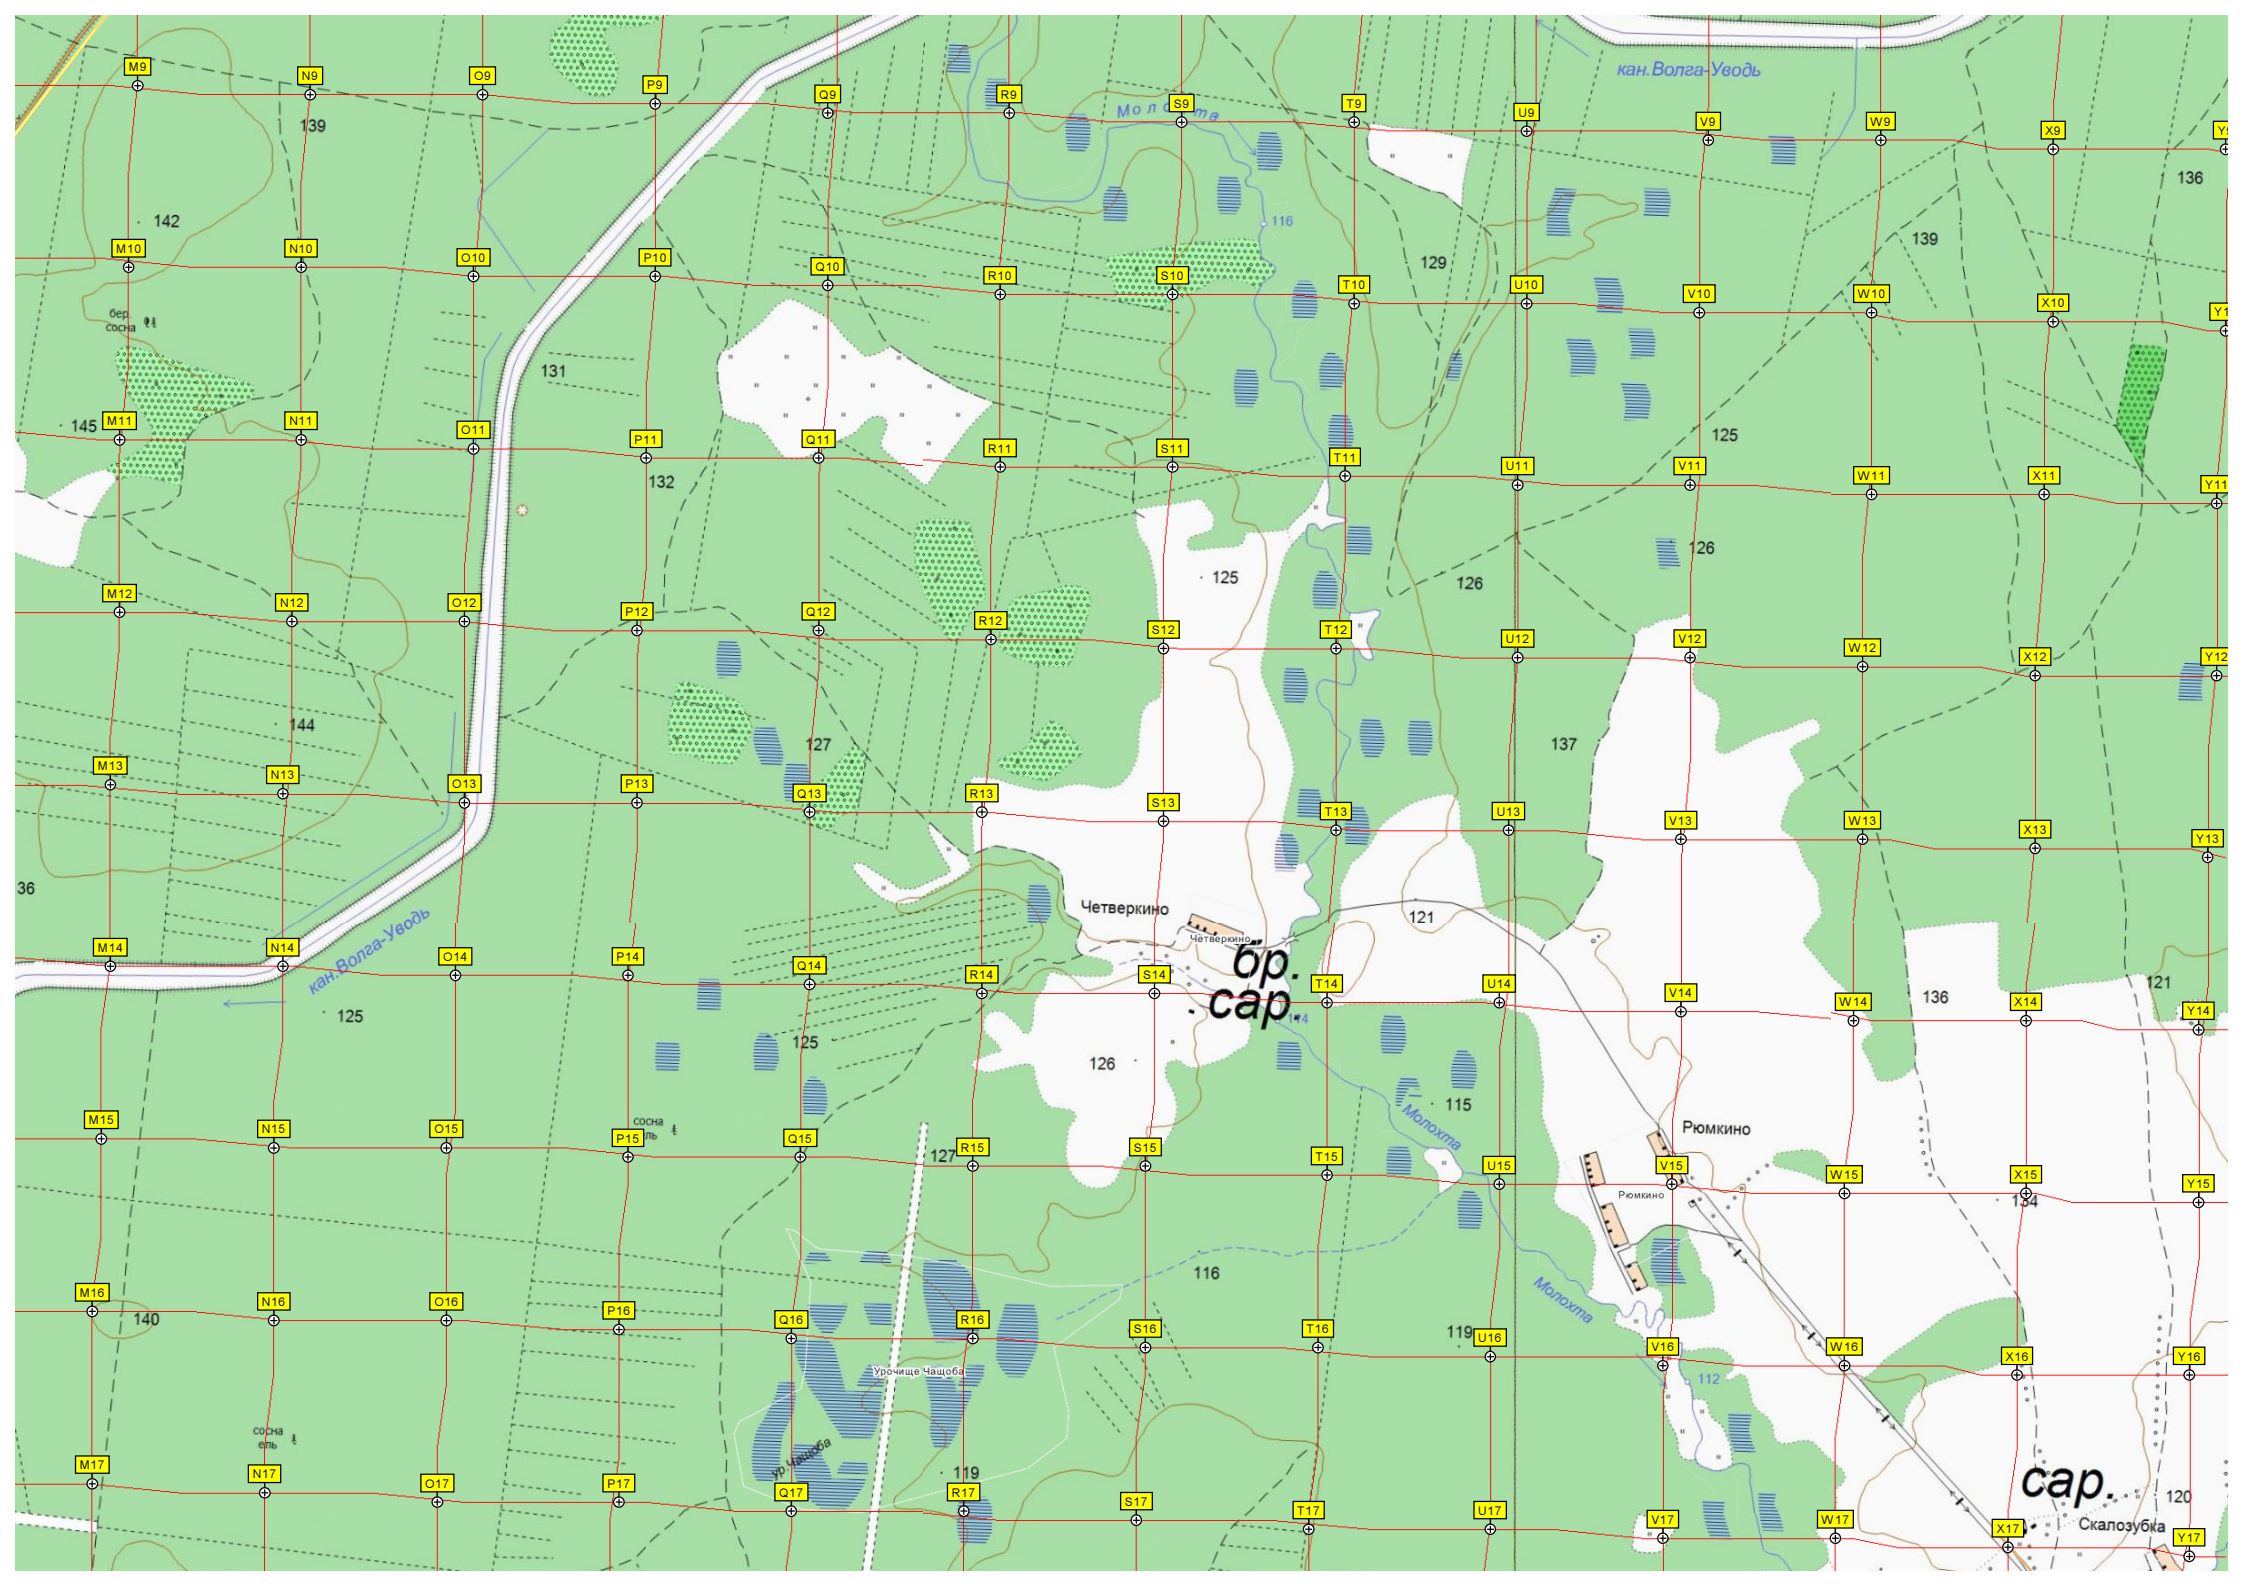 кан.Волга-Уводь
M9 N9 O9 P9 Q9 R9 S9 T9 U9 V9 W9 X9
Молохта
139
136
142
116
139
129
M10 N10 O10 P10 Q10 R10 S10 T10 U10 V10 W10 X10
бер.
сосна
131
145
125
M11 N11 O11 P11 Q11 R11 S11 T11 U11 V11 W11 X11 Y11
132
126
125
126
M12 N12 O12 P12 Q12 R12 S12 T12 U12 V12 W12 X12 Y12
144
127
137
M13 N13 O13 P13 Q13 R13 S13 T13 U13 V13 W13 X13 Y13
36
Четверкино
121
Четверкино
кан.Волга-Уводь
бр.
сар.
M14 N14 O14 P14 Q14 R14 S14 T14 U14 V14 W14 X14 Y14
121
136
125
114
125
126
115
Молохта
сосна
Рюмкино
M15 N15 O15 P15 Q15 R15 S15 T15 U15 V15 W15 X15 Y15
127
Рюмкино
134
116
Молохта
M16 N16 O16 P16 Q16 R16 S16 T16 U16 V16 W16 X16 Y16
140
119
Урочище Чащоба
112
сосна
ель
ур.Чащоба
119
сар.
120
Скалозубка
M17 N17 O17 P17 Q17 R17 S17 T17 U17 V17 W17 X17 Y17